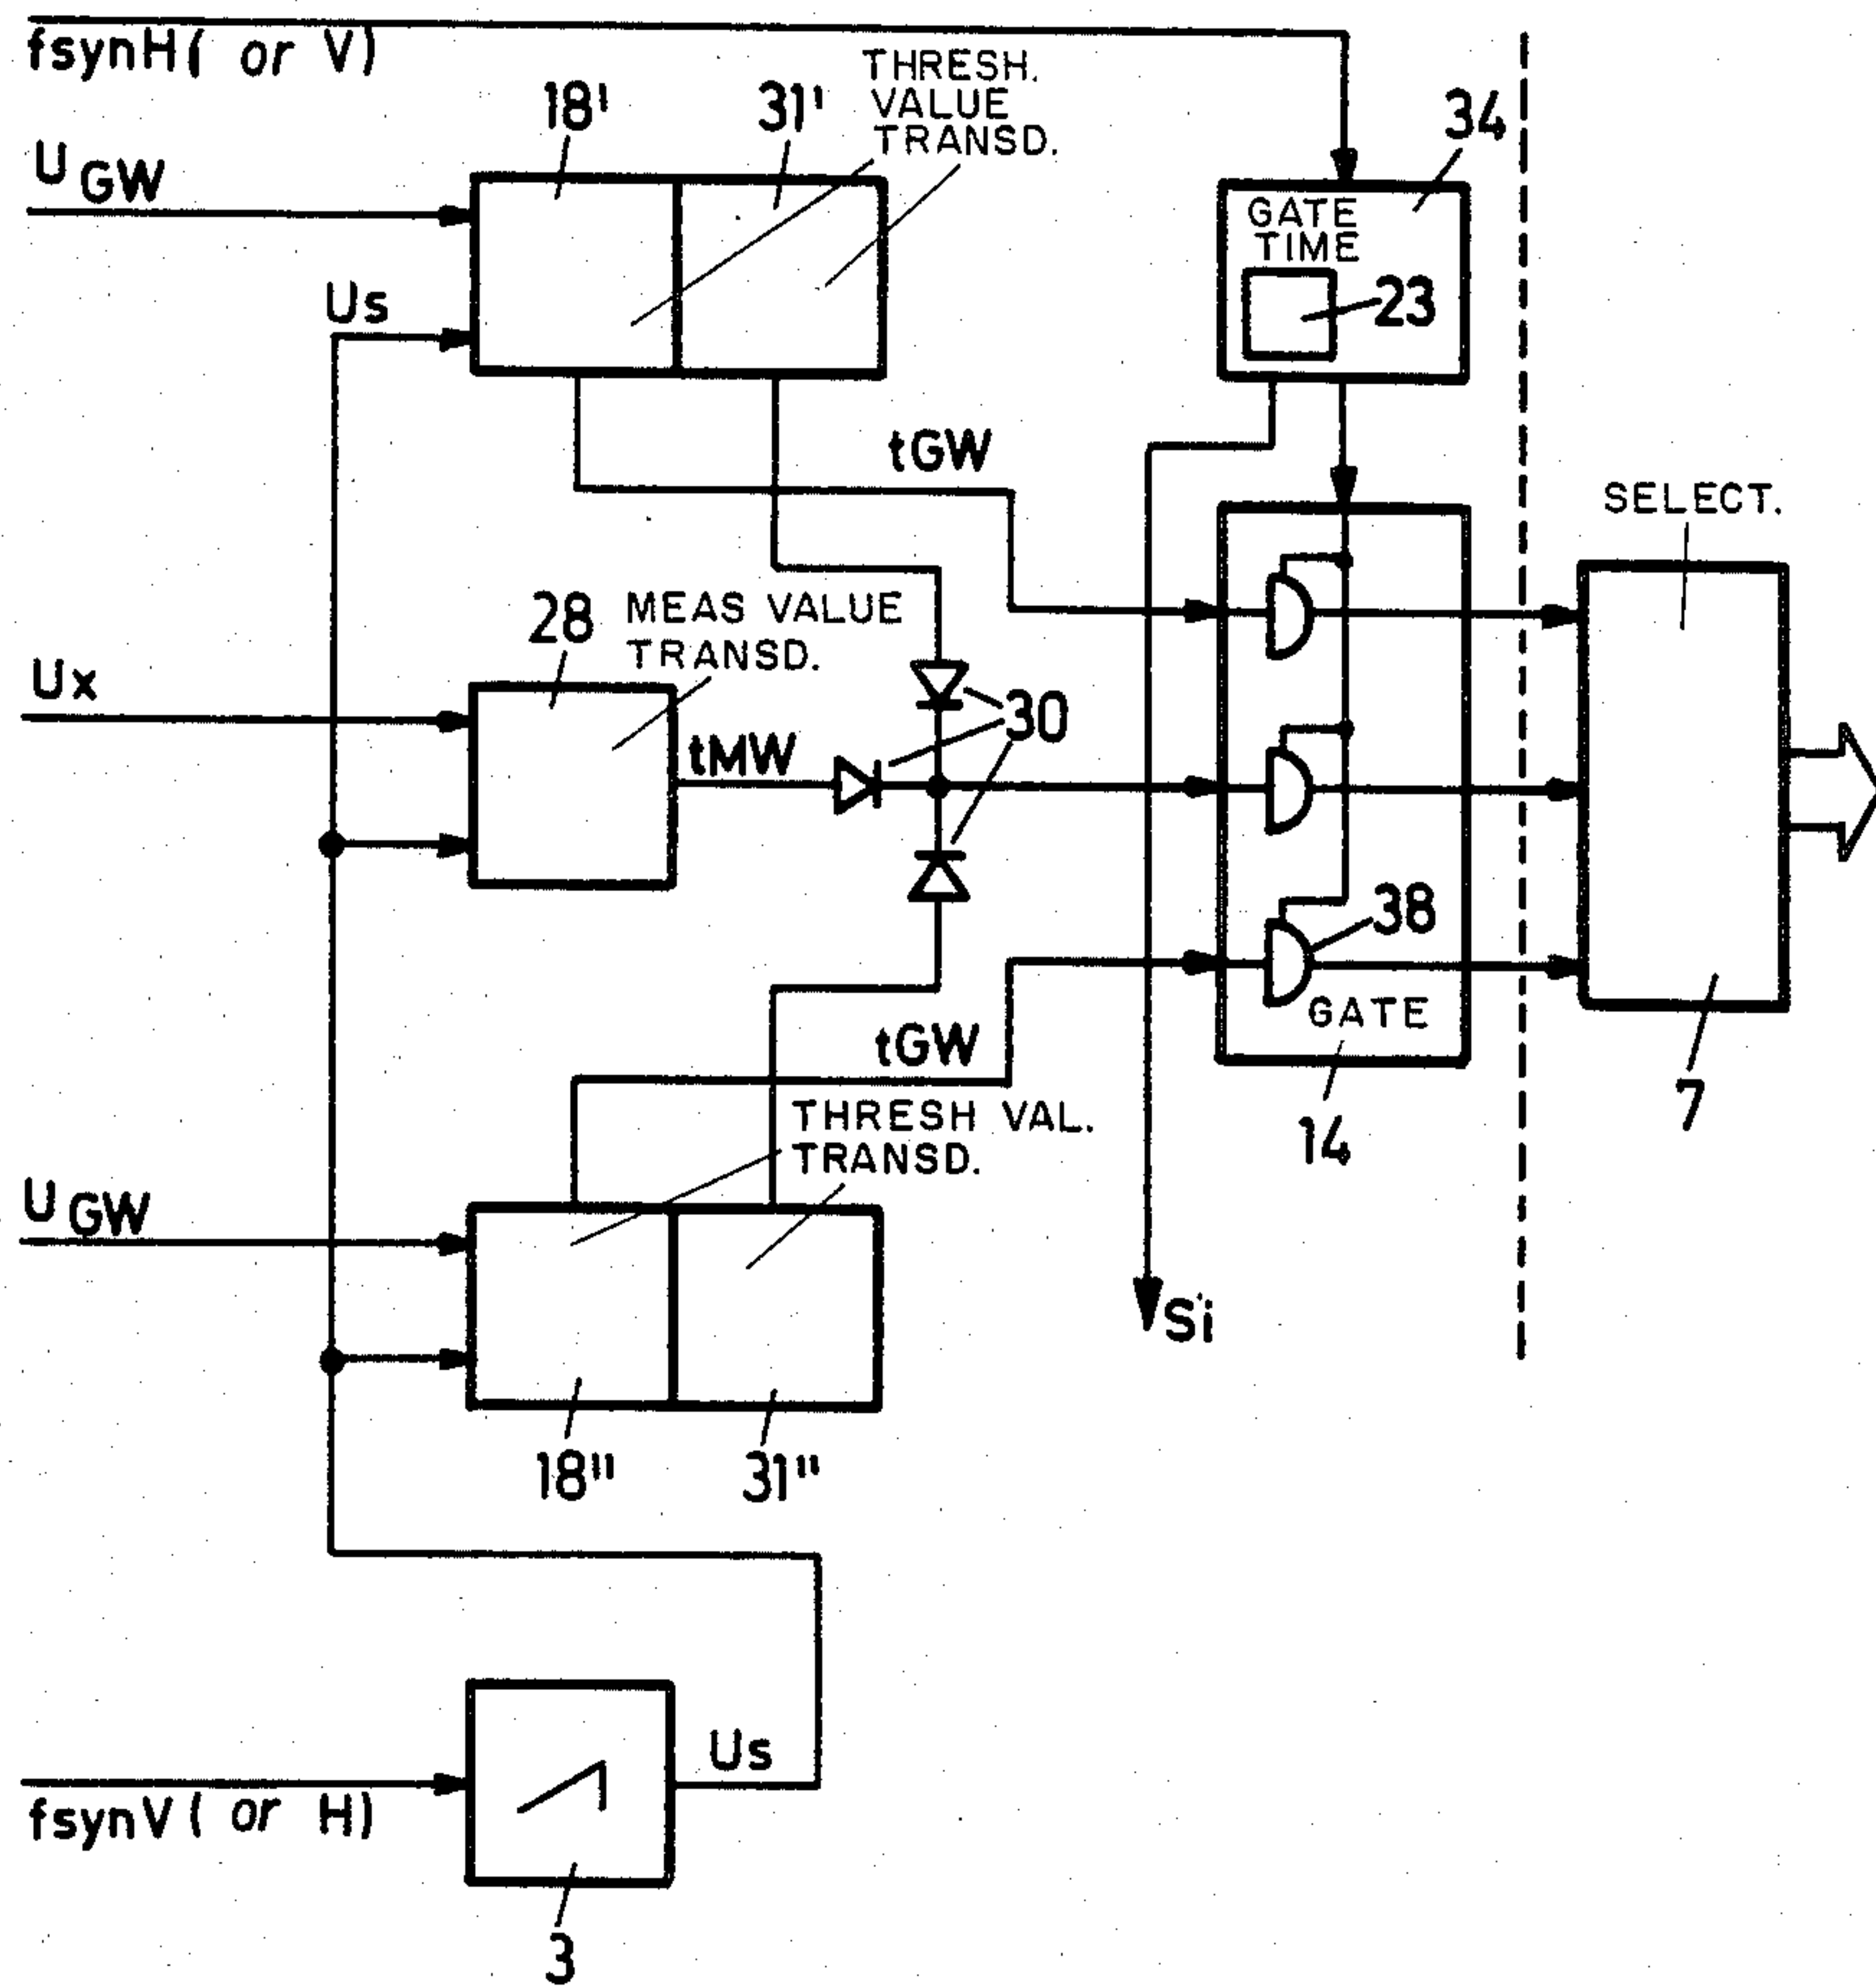 fsynH( or V)
THRESH.
VALUE
TRANSD.
18'
31'
34
UGW
GATE
TIME
Us
23
tGW
SELECT.
28
MEAS VALUE
TRANSD.
Ux
30
tMW
38
GATE
tGW
7
THRESH VAL.
TRANSD.
14
UGW
Si
18"
31"
Us
fsynV( or H)
3